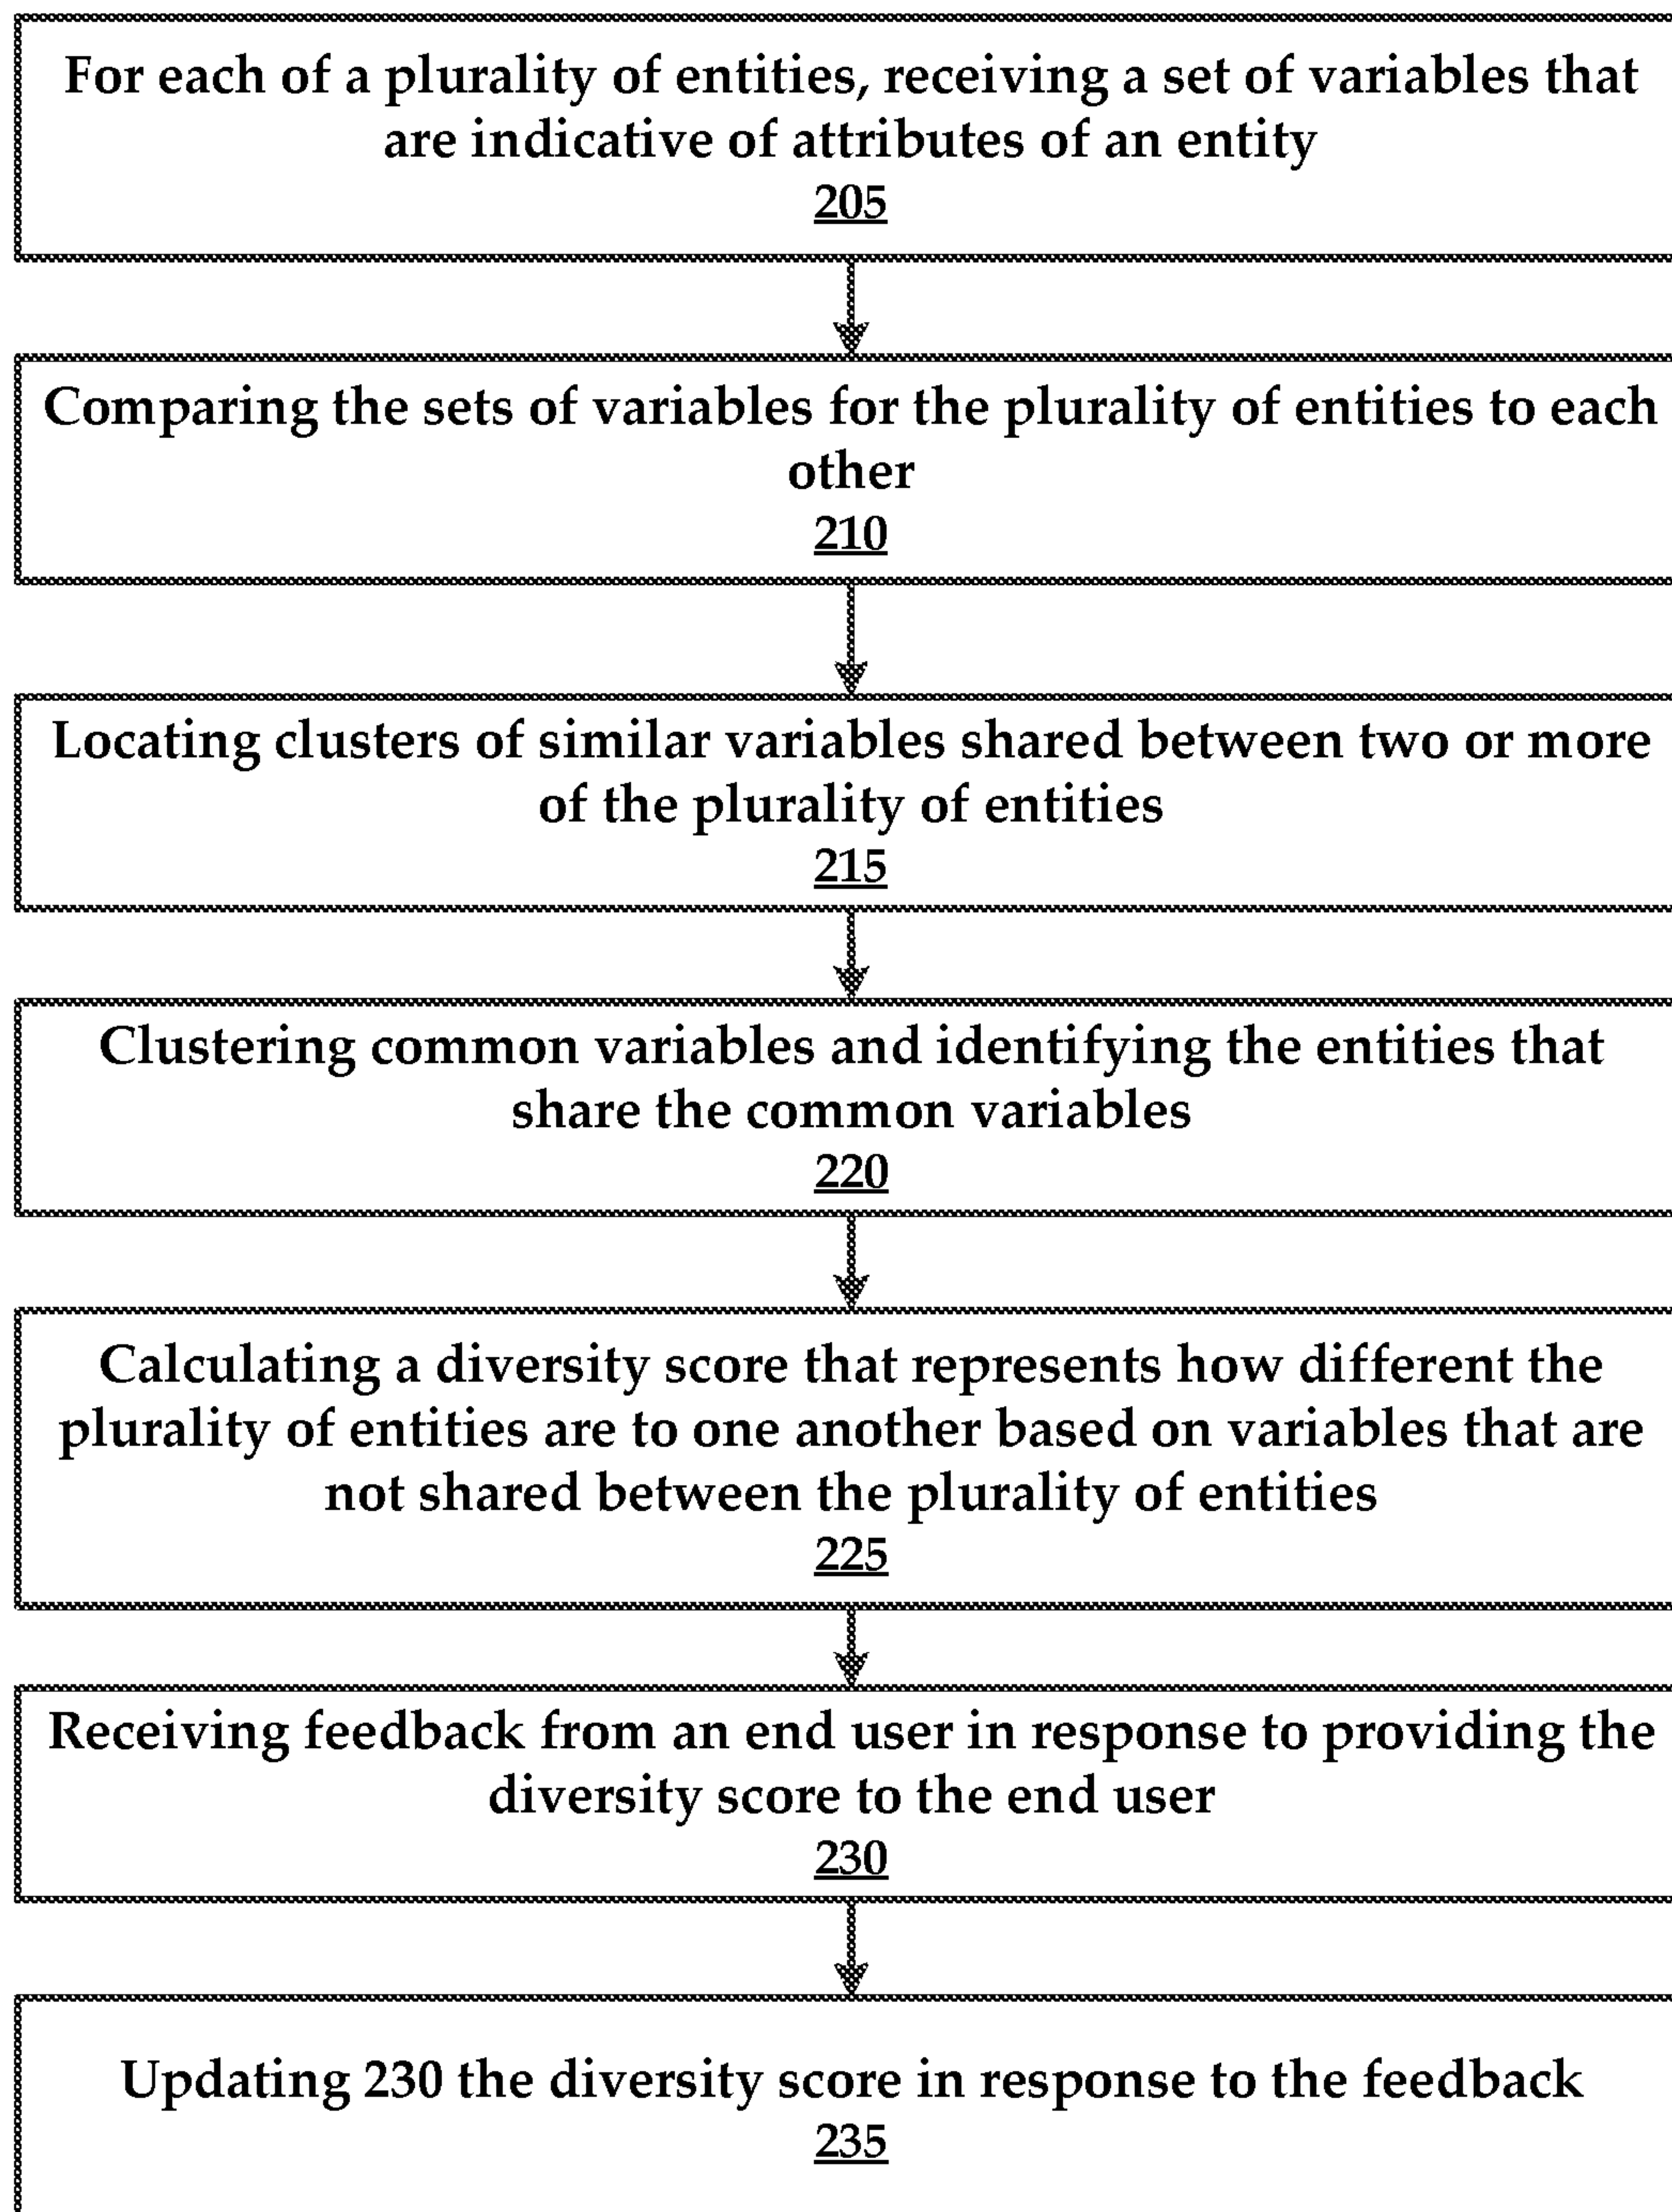 For each of a plurality of entities, receiving a set of variables that
are indicative of attributes of an entity
205
Comparing the sets of variables for the plurality of entities to each
other
210
Locating clusters of similar variables shared between two or more
of the plurality of entities
215
Clustering common variables and identifying the entities that
share the common variables
220
Calculating a diversity score that represents how different the
plurality of entities are to one another based on variables that are
not shared between the plurality of entities
225
Receiving feedback from an end user in response to providing the
diversity score to the end user
230
Updating 230 the diversity score in response to the feedback
235